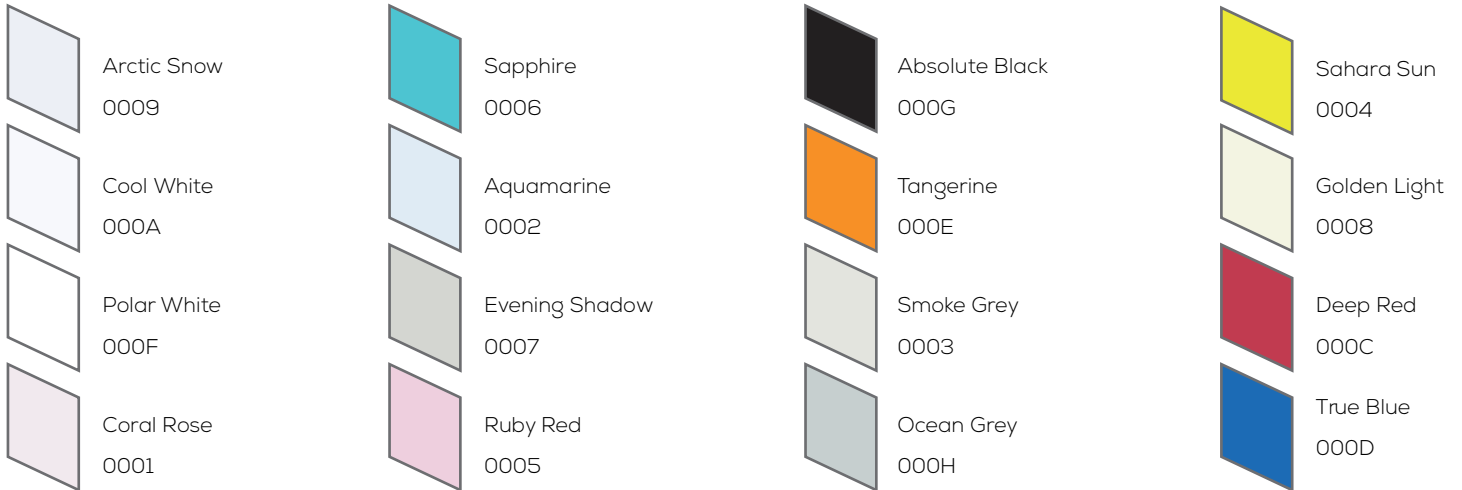 Arctic Snow
0009
Cool White
000A
Polar White
000F
Coral Rose
0001
Sapphire
0006
Aquamarine
0002
Evening Shadow
0007
Ruby Red
0005
Absolute Black
000G
Tangerine
000E
Smoke Grey
0003
Ocean Grey
000H
Sahara Sun
0004
Golden Light
0008
Deep Red
000C
True Blue
000D